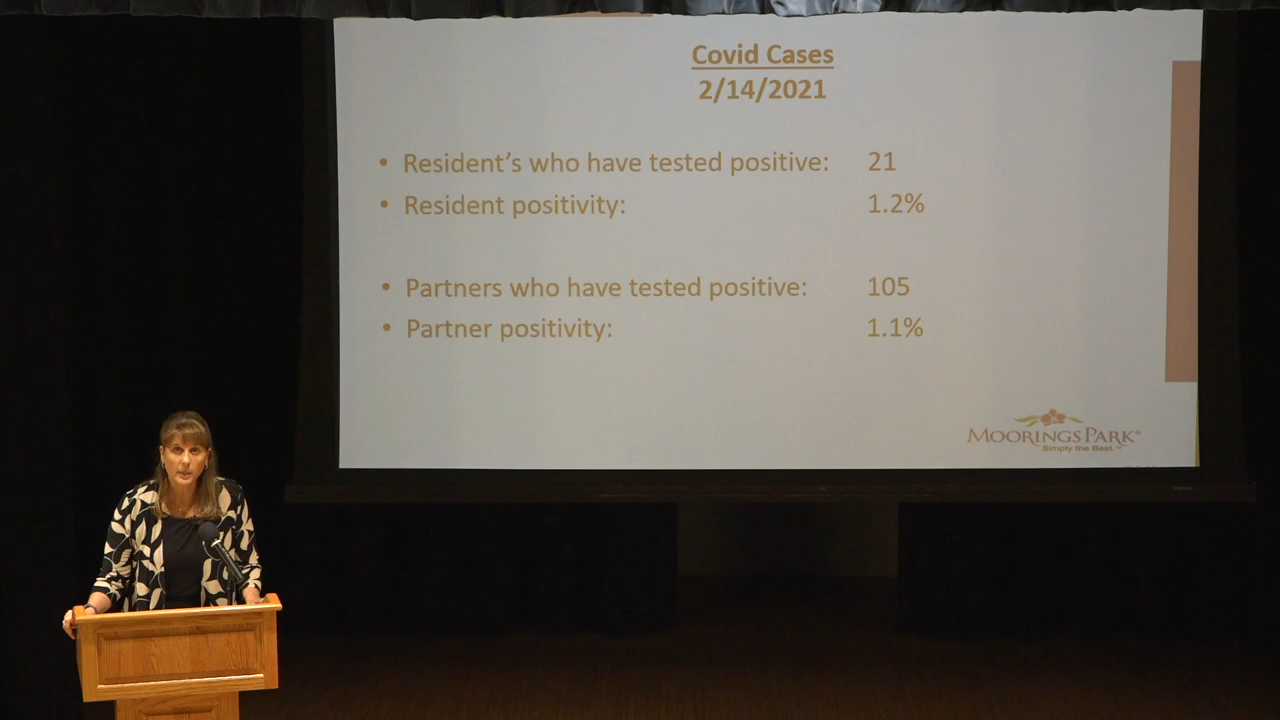 Covid Cases
2/14/2021
• Resident's who have tested positive: 21
• Resident positivity: 1.2%
• Partners who have tested positive: 105
• Partner positivity: 1.1%
MOORINGS PARK®
Simply the Best.™